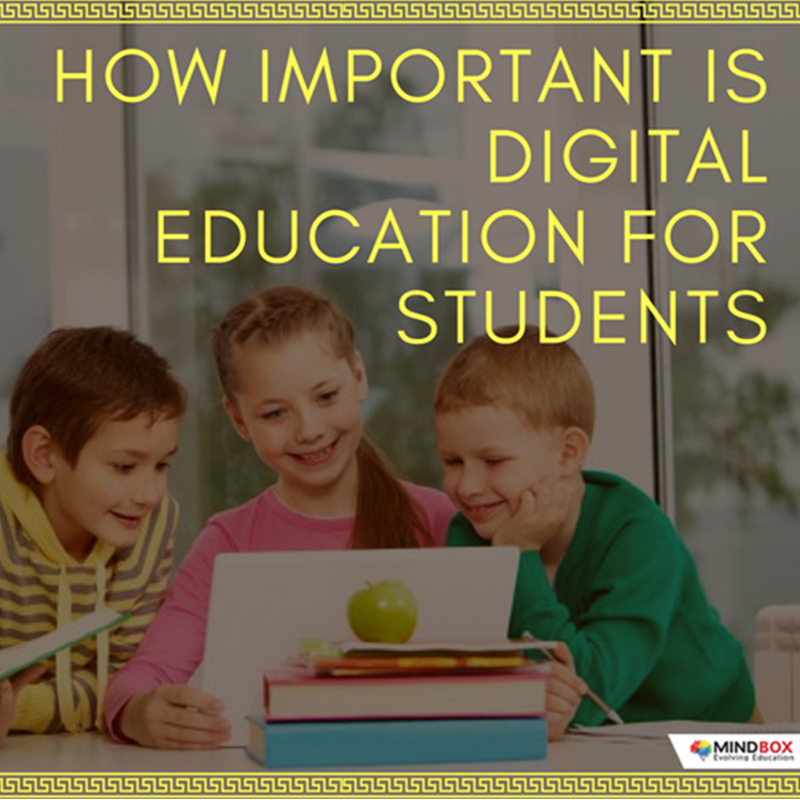 HOW IMPORTANT IS
DIGITAL
EDUCATION FOR
STUDENTS
MINDBOX
Evolving Education